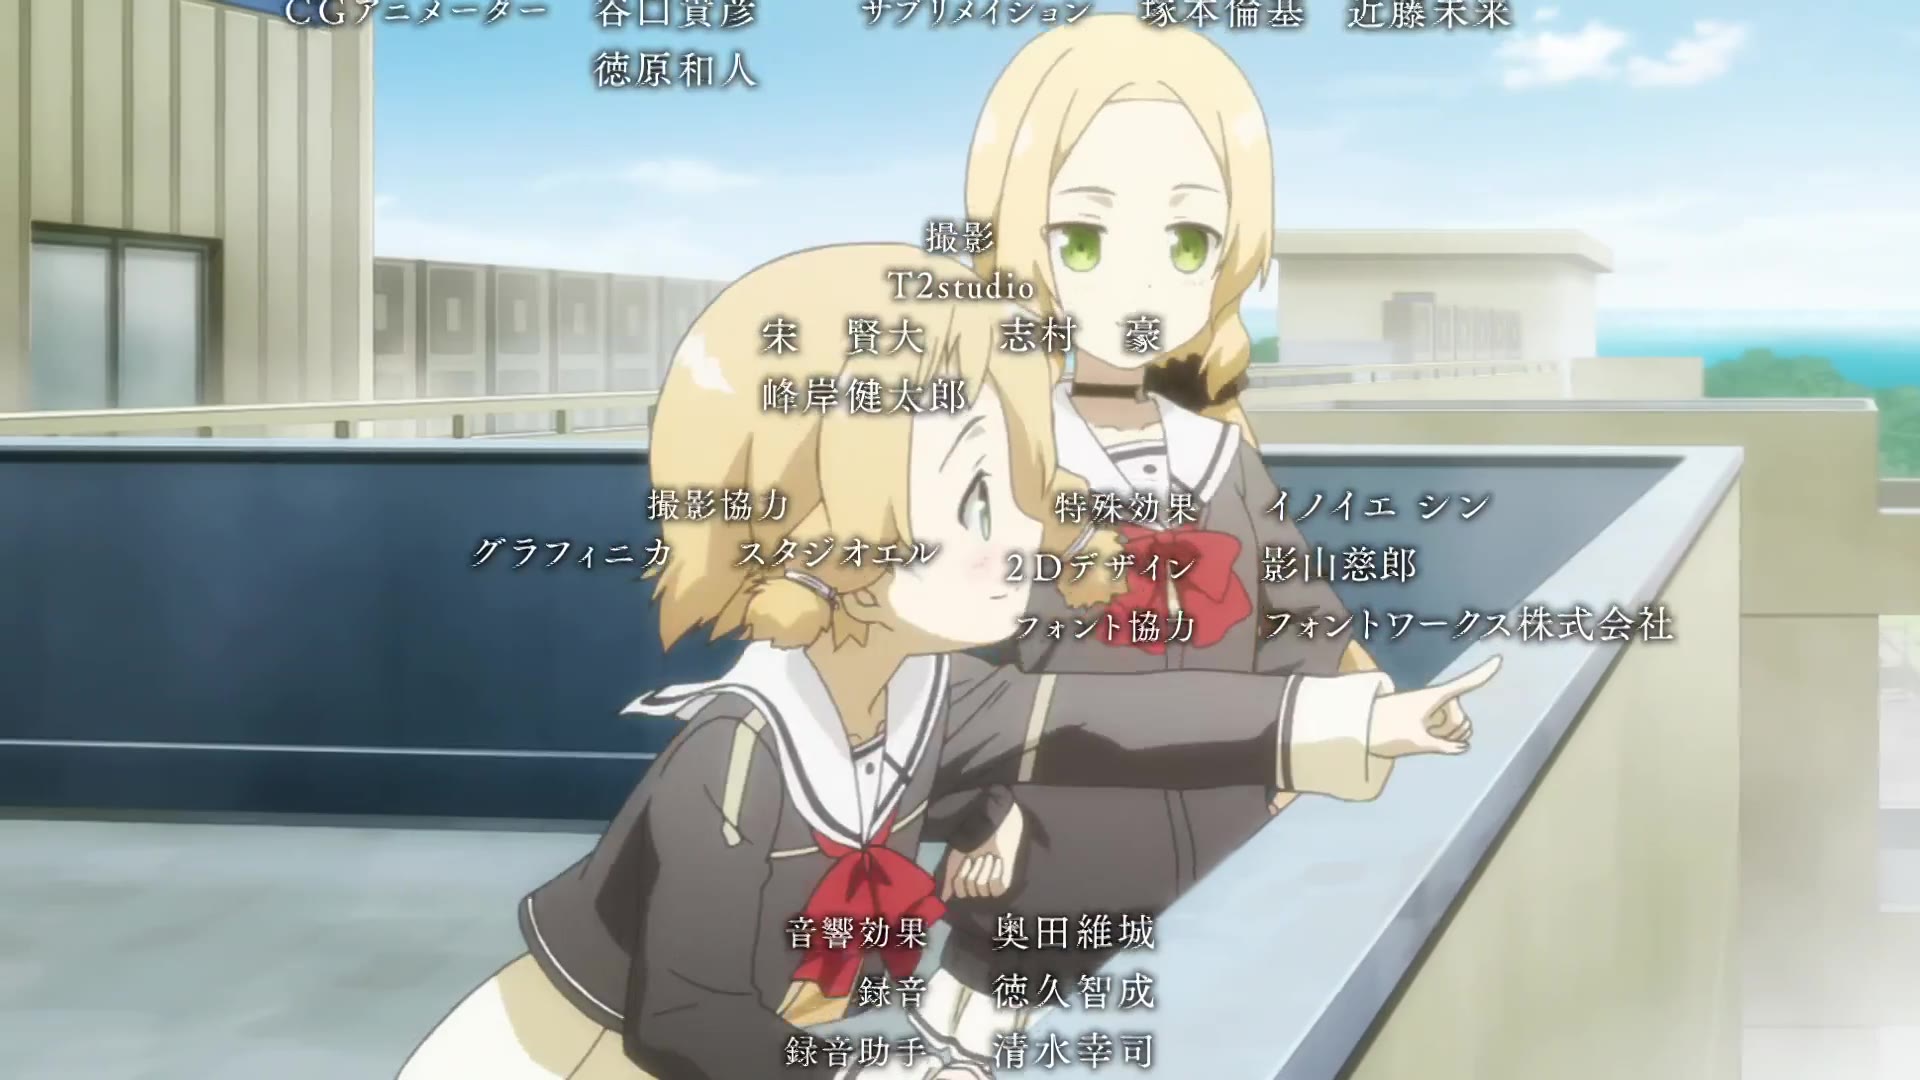 CGアニメーター 谷口貴彦 サブリメイション 塚本倫基 近藤未来
徳原和人
撮影
T2studio
宋 賢大 志村 豪
峰岸健太郎
撮影協力
グラフィニカ スタジオエル
特殊効果 イノイエ シン
2Dデザイン 影山慈郎
フォント協力 フォントワークス株式会社
音響効果 奥田維城
録音 徳久智成
録音助手 清水幸司